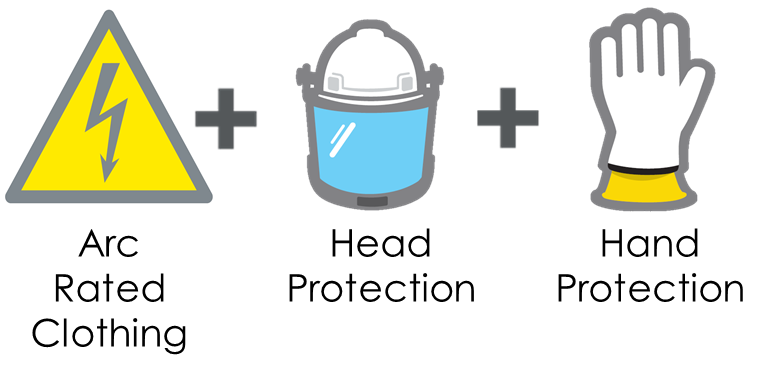 Arc
Rated
Clothing
Head
Protection
Hand
Protection